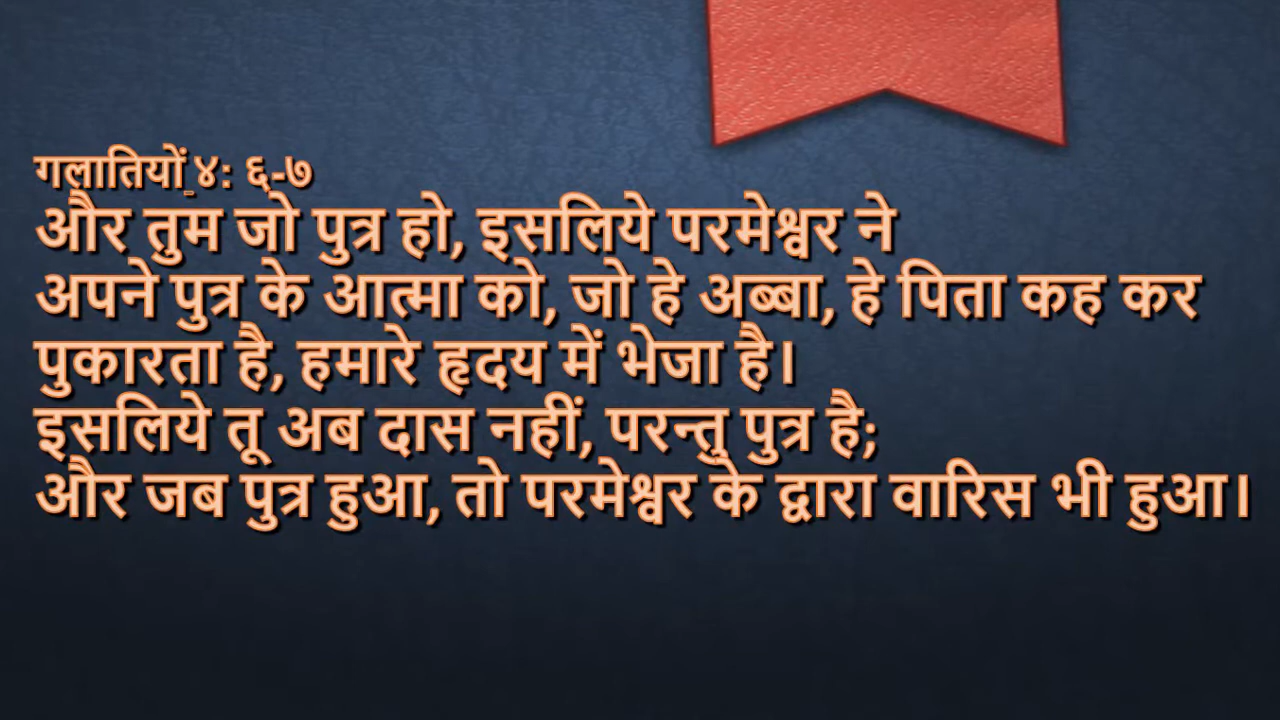 गलातियों ४: ६-७
और तुम जो पुत्र हो, इसलिये परमेश्वर ने
अपने पुत्र के आत्मा को, जो हे अब्बा, हे पिता कह कर
पुकारता है, हमारे हृदय में भेजा है।
इसलिये तू अब दास नहीं, परन्तु पुत्र है;
और जब पुत्र हुआ, तो परमेश्वर के द्वारा वारिस भी हुआ।